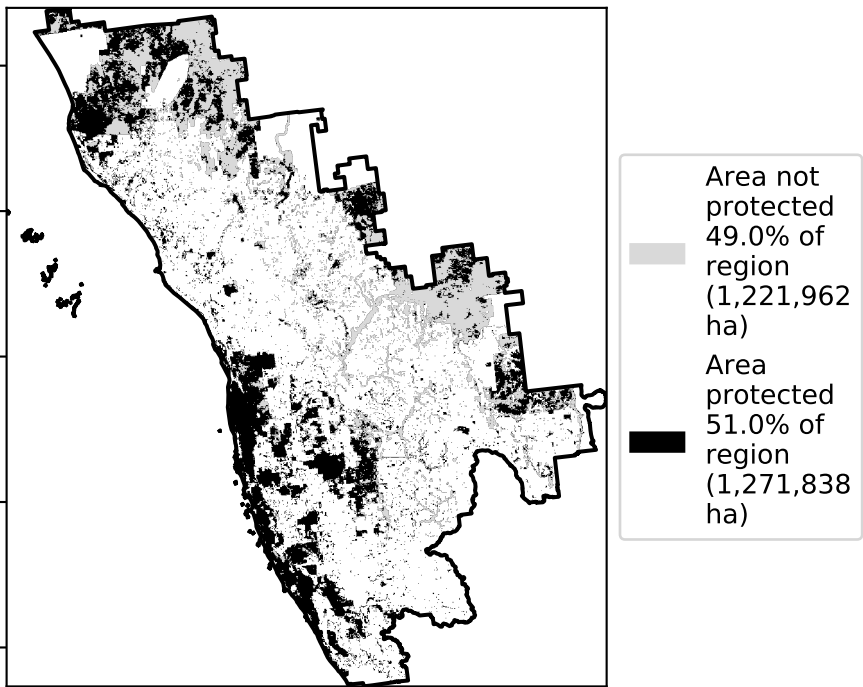 Area not
protected
49.0% of
region
(1,221,962
ha)
Area
protected
51.0% of
region
(1,271,838
ha)